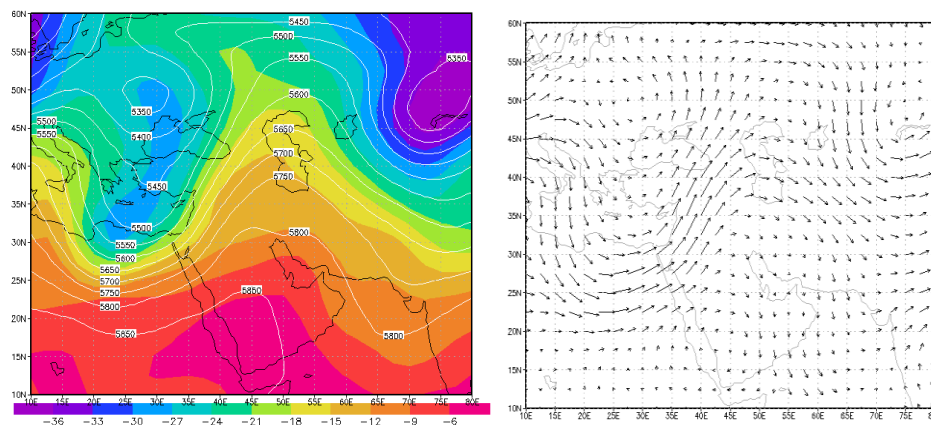 60N 5450 60N
5500
55N 5550 5350 55N
50N 5350 5600 50N
5500 5650
45N 5550 5400 45N
40N 5700 40N
5450 5750
35N 35N
5500 5800
30N 5550 30N
5600
25N 5650 5850 25N
5700
5750
20N 5800 20N
5650 5800
15N 15N
10N 10N
10E 15E 20E 25E 30E 35E 40E 45E 50E 55E 60E 65E 70E 75E 80E
10E 15E 20E 25E 30E 35E 40E 45E 50E 55E 60E 65E 70E 75E
−36 −33 −30 −27 −24 −21 −18 −15 −12 −9 −6